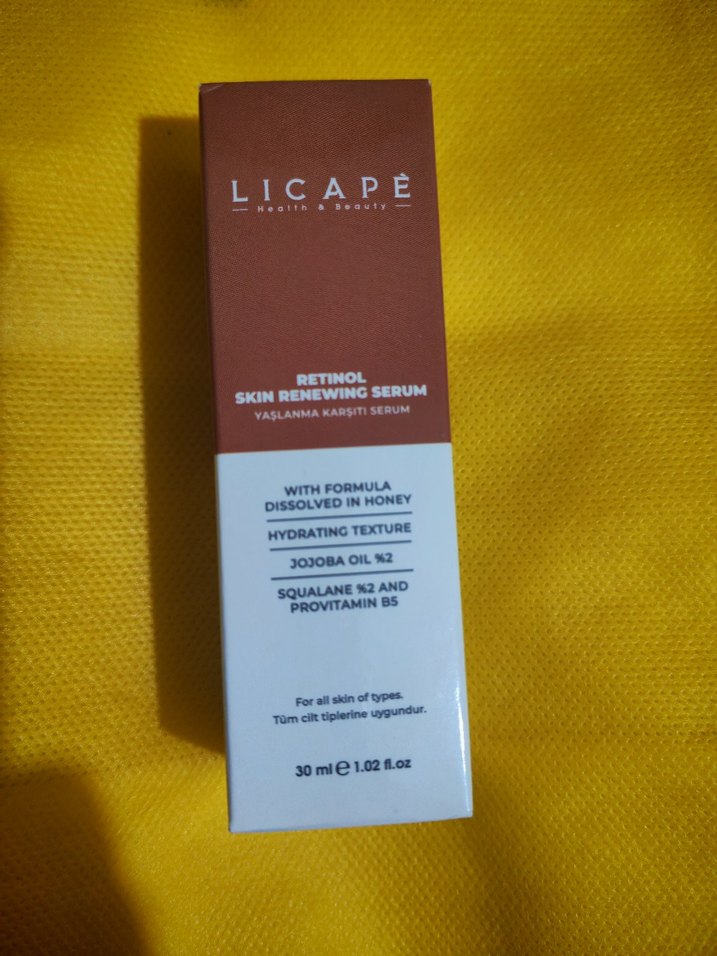 LICAPÈ
Health & Beauty
RETINOL
SKIN RENEWING SERUM
YAŞLANMA KARŞITI SERUM
WITH FORMULA
DISSOLVED IN HONEY
HYDRATING TEXTURE
JOJOBA OIL %2
SQUALANE %2 AND
PROVITAMIN B5
For all skin of types.
Tüm cilt tiplerine uygundur.
30 ml ℮ 1.02 fl.oz